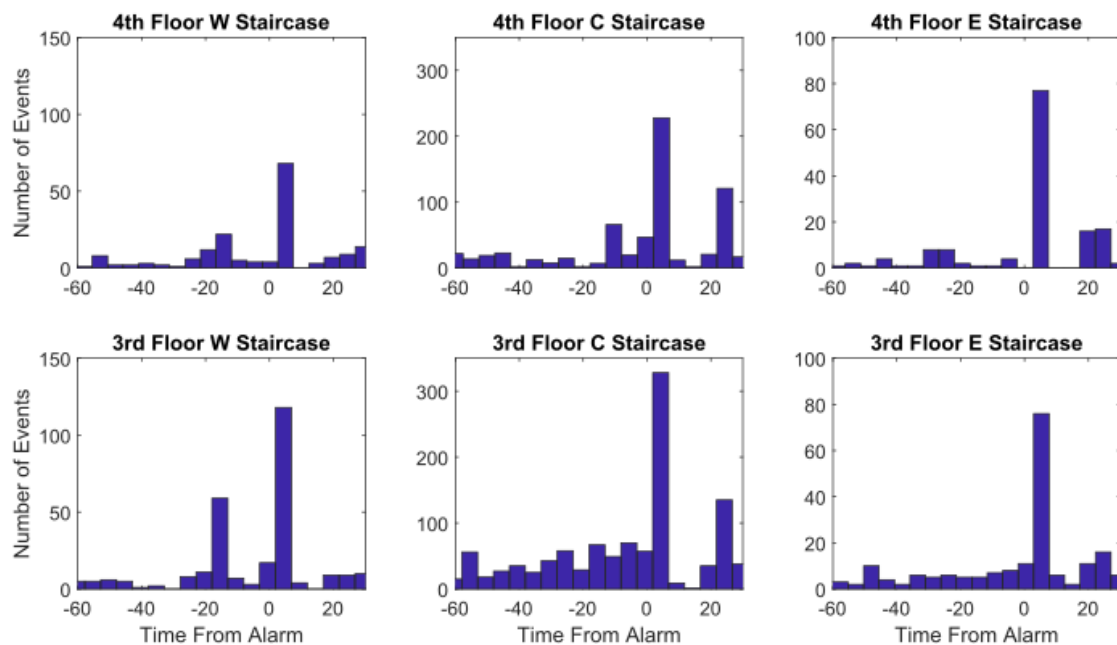 4th Floor W Staircase
150
100
50
0
Number of Events
-60 -40 -20 0 20
4th Floor C Staircase
300
200
100
0
-60 -40 -20 0 20
4th Floor E Staircase
100
80
60
40
20
0
-60 -40 -20 0 20
3rd Floor W Staircase
150
100
50
0
Number of Events
-60 -40 -20 0 20
Time From Alarm
3rd Floor C Staircase
300
200
100
0
-60 -40 -20 0 20
Time From Alarm
3rd Floor E Staircase
100
80
60
40
20
0
-60 -40 -20 0 20
Time From Alarm